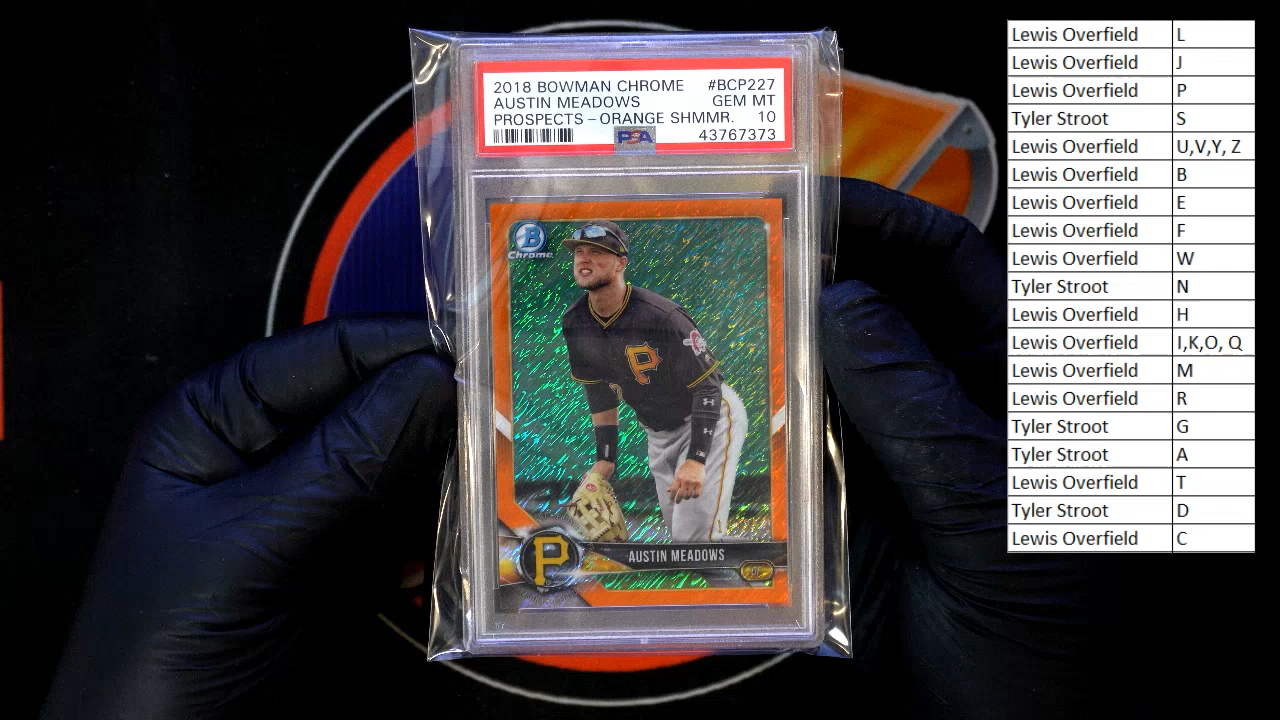 2018 BOWMAN CHROME #BCP227
AUSTIN MEADOWS GEM MT
PROSPECTS - ORANGE SHMMR. 10
PSA 43767373
B
Chrome
P
P
AUSTIN MEADOWS
OF
Lewis Overfield L
Lewis Overfield J
Lewis Overfield P
Tyler Stroot S
Lewis Overfield U,V,Y, Z
Lewis Overfield B
Lewis Overfield E
Lewis Overfield F
Lewis Overfield W
Tyler Stroot N
Lewis Overfield H
Lewis Overfield I,K,O, Q
Lewis Overfield M
Lewis Overfield R
Tyler Stroot G
Tyler Stroot A
Lewis Overfield T
Tyler Stroot D
Lewis Overfield C